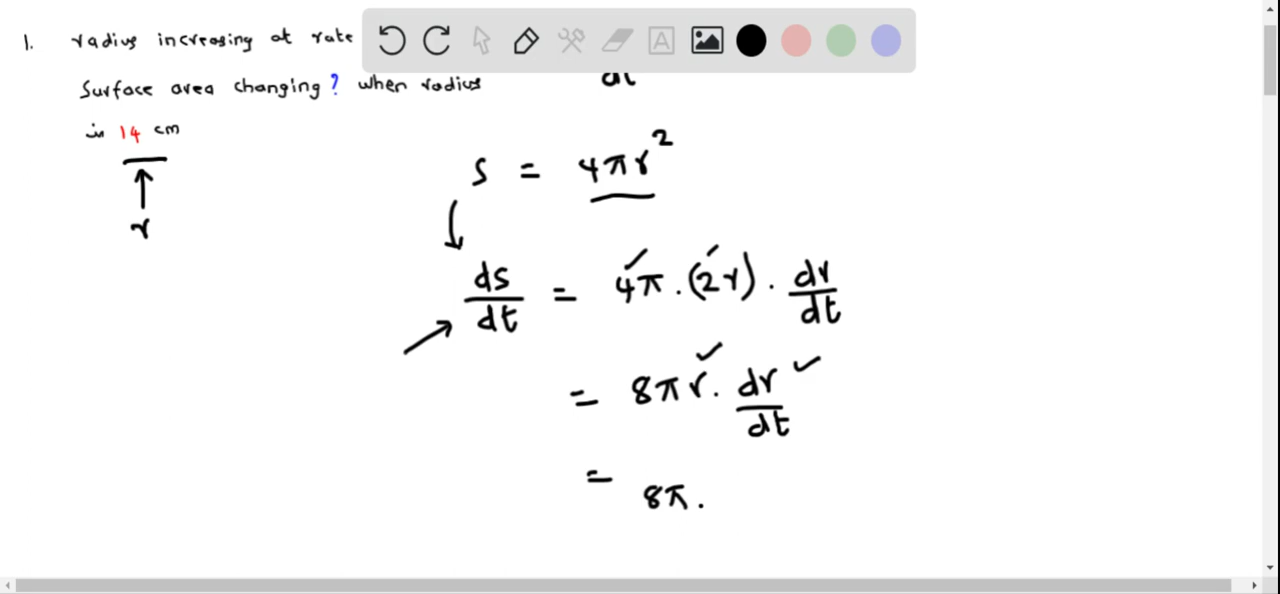 1. radius increasing at rate
Surface area changing? when radius
is 14 cm
r
dt
S = 4πr²
ds/dt = 4π.(2r).dr/dt
= 8πr.dr/dt
= 8π.
A